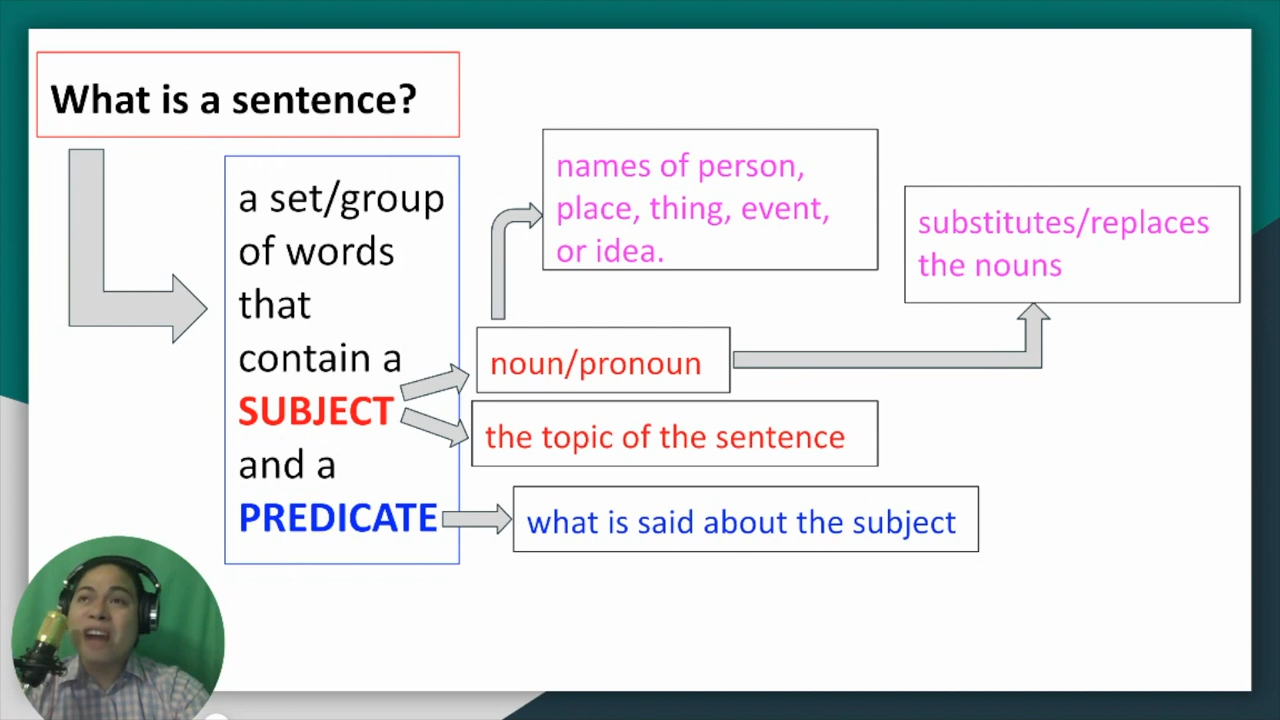 What is a sentence?
a set/group
of words
that
contain a
SUBJECT
and a
PREDICATE
names of person,
place, thing, event,
or idea.
substitutes/replaces
the nouns
noun/pronoun
the topic of the sentence
what is said about the subject